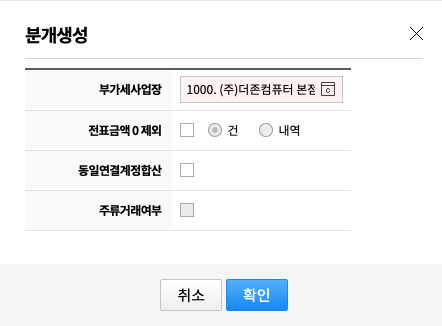 분개생성
부가세사업장 1000. (주)더존컴퓨터 본점
전표금액 0 제외 건 내역
동일연결계정합산
주류거래여부
취소 확인